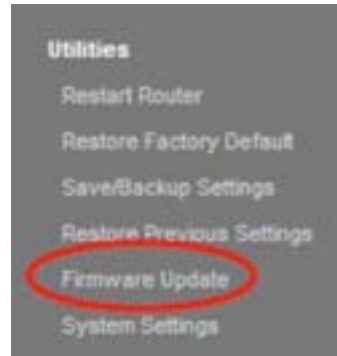 Utilities
Restart Router
Restore Factory Default
Save/Backup Settings
Restore Previous Settings
Firmware Update
System Settings